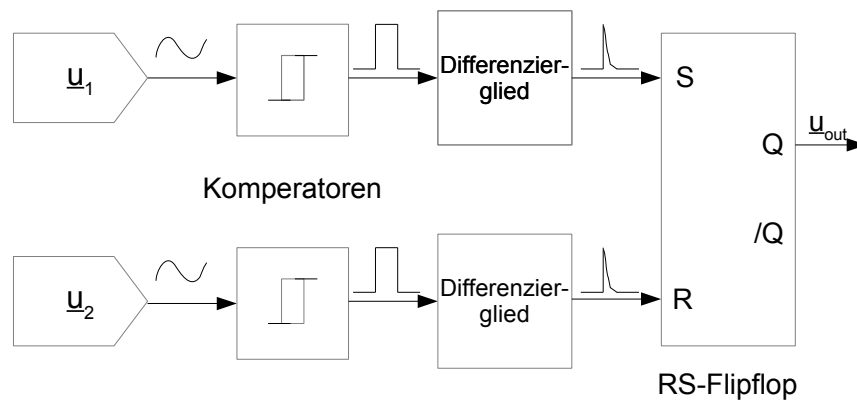 u1
Differenzier-
glied
S
Q
uout
Komperatoren
/Q
u2
Differenzier-
glied
R
RS-Flipflop